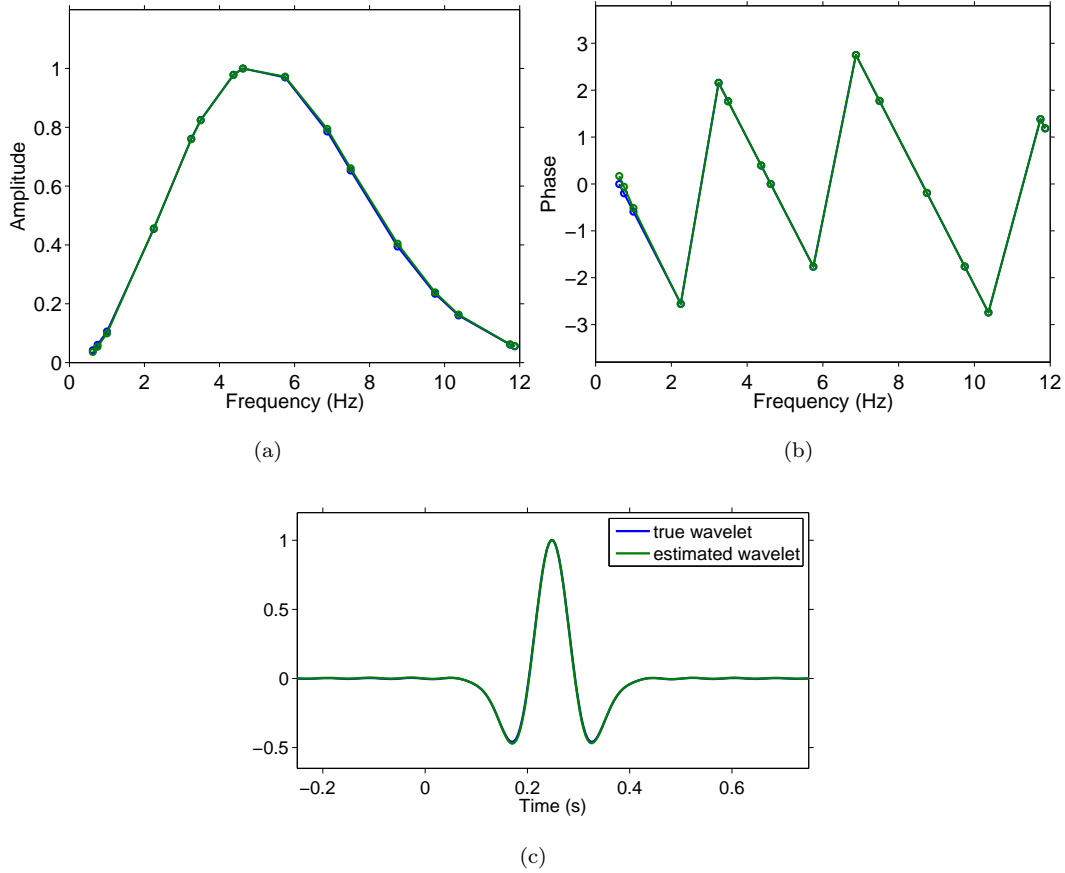 1
0.8
0.6
0.4
0.2
0
Amplitude
0 2 4 6 8 10 12
Frequency (Hz)
(a)
3
2
1
0
−1
−2
−3
Phase
0 2 4 6 8 10 12
Frequency (Hz)
(b)
1
0.5
0
−0.5
true wavelet
estimated wavelet
−0.2 0 0.2 0.4 0.6
Time (s)
(c)